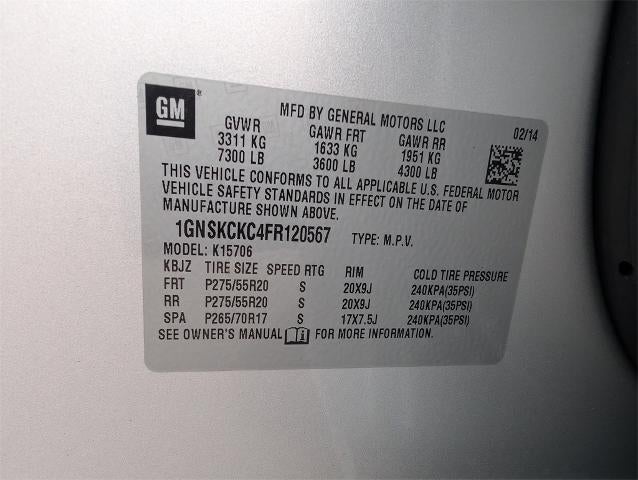 GM
MFD BY GENERAL MOTORS LLC 02/14
GVWR GAWR FRT GAWR RR
3311 KG 1633 KG 1951 KG
7300 LB 3600 LB 4300 LB
THIS VEHICLE CONFORMS TO ALL APPLICABLE U.S. FEDERAL MOTOR
VEHICLE SAFETY STANDARDS IN EFFECT ON THE DATE OF
MANUFACTURE SHOWN ABOVE.
1GNSKCKC4FR120567 TYPE: M.P.V.
MODEL: K15706
KBJZ TIRE SIZE SPEED RTG RIM COLD TIRE PRESSURE
FRT P275/55R20 S 20X9J 240KPA(35PSI)
RR P275/55R20 S 20X9J 240KPA(35PSI)
SPA P265/70R17 S 17X7.5J 240KPA(35PSI)
SEE OWNER'S MANUAL FOR MORE INFORMATION.